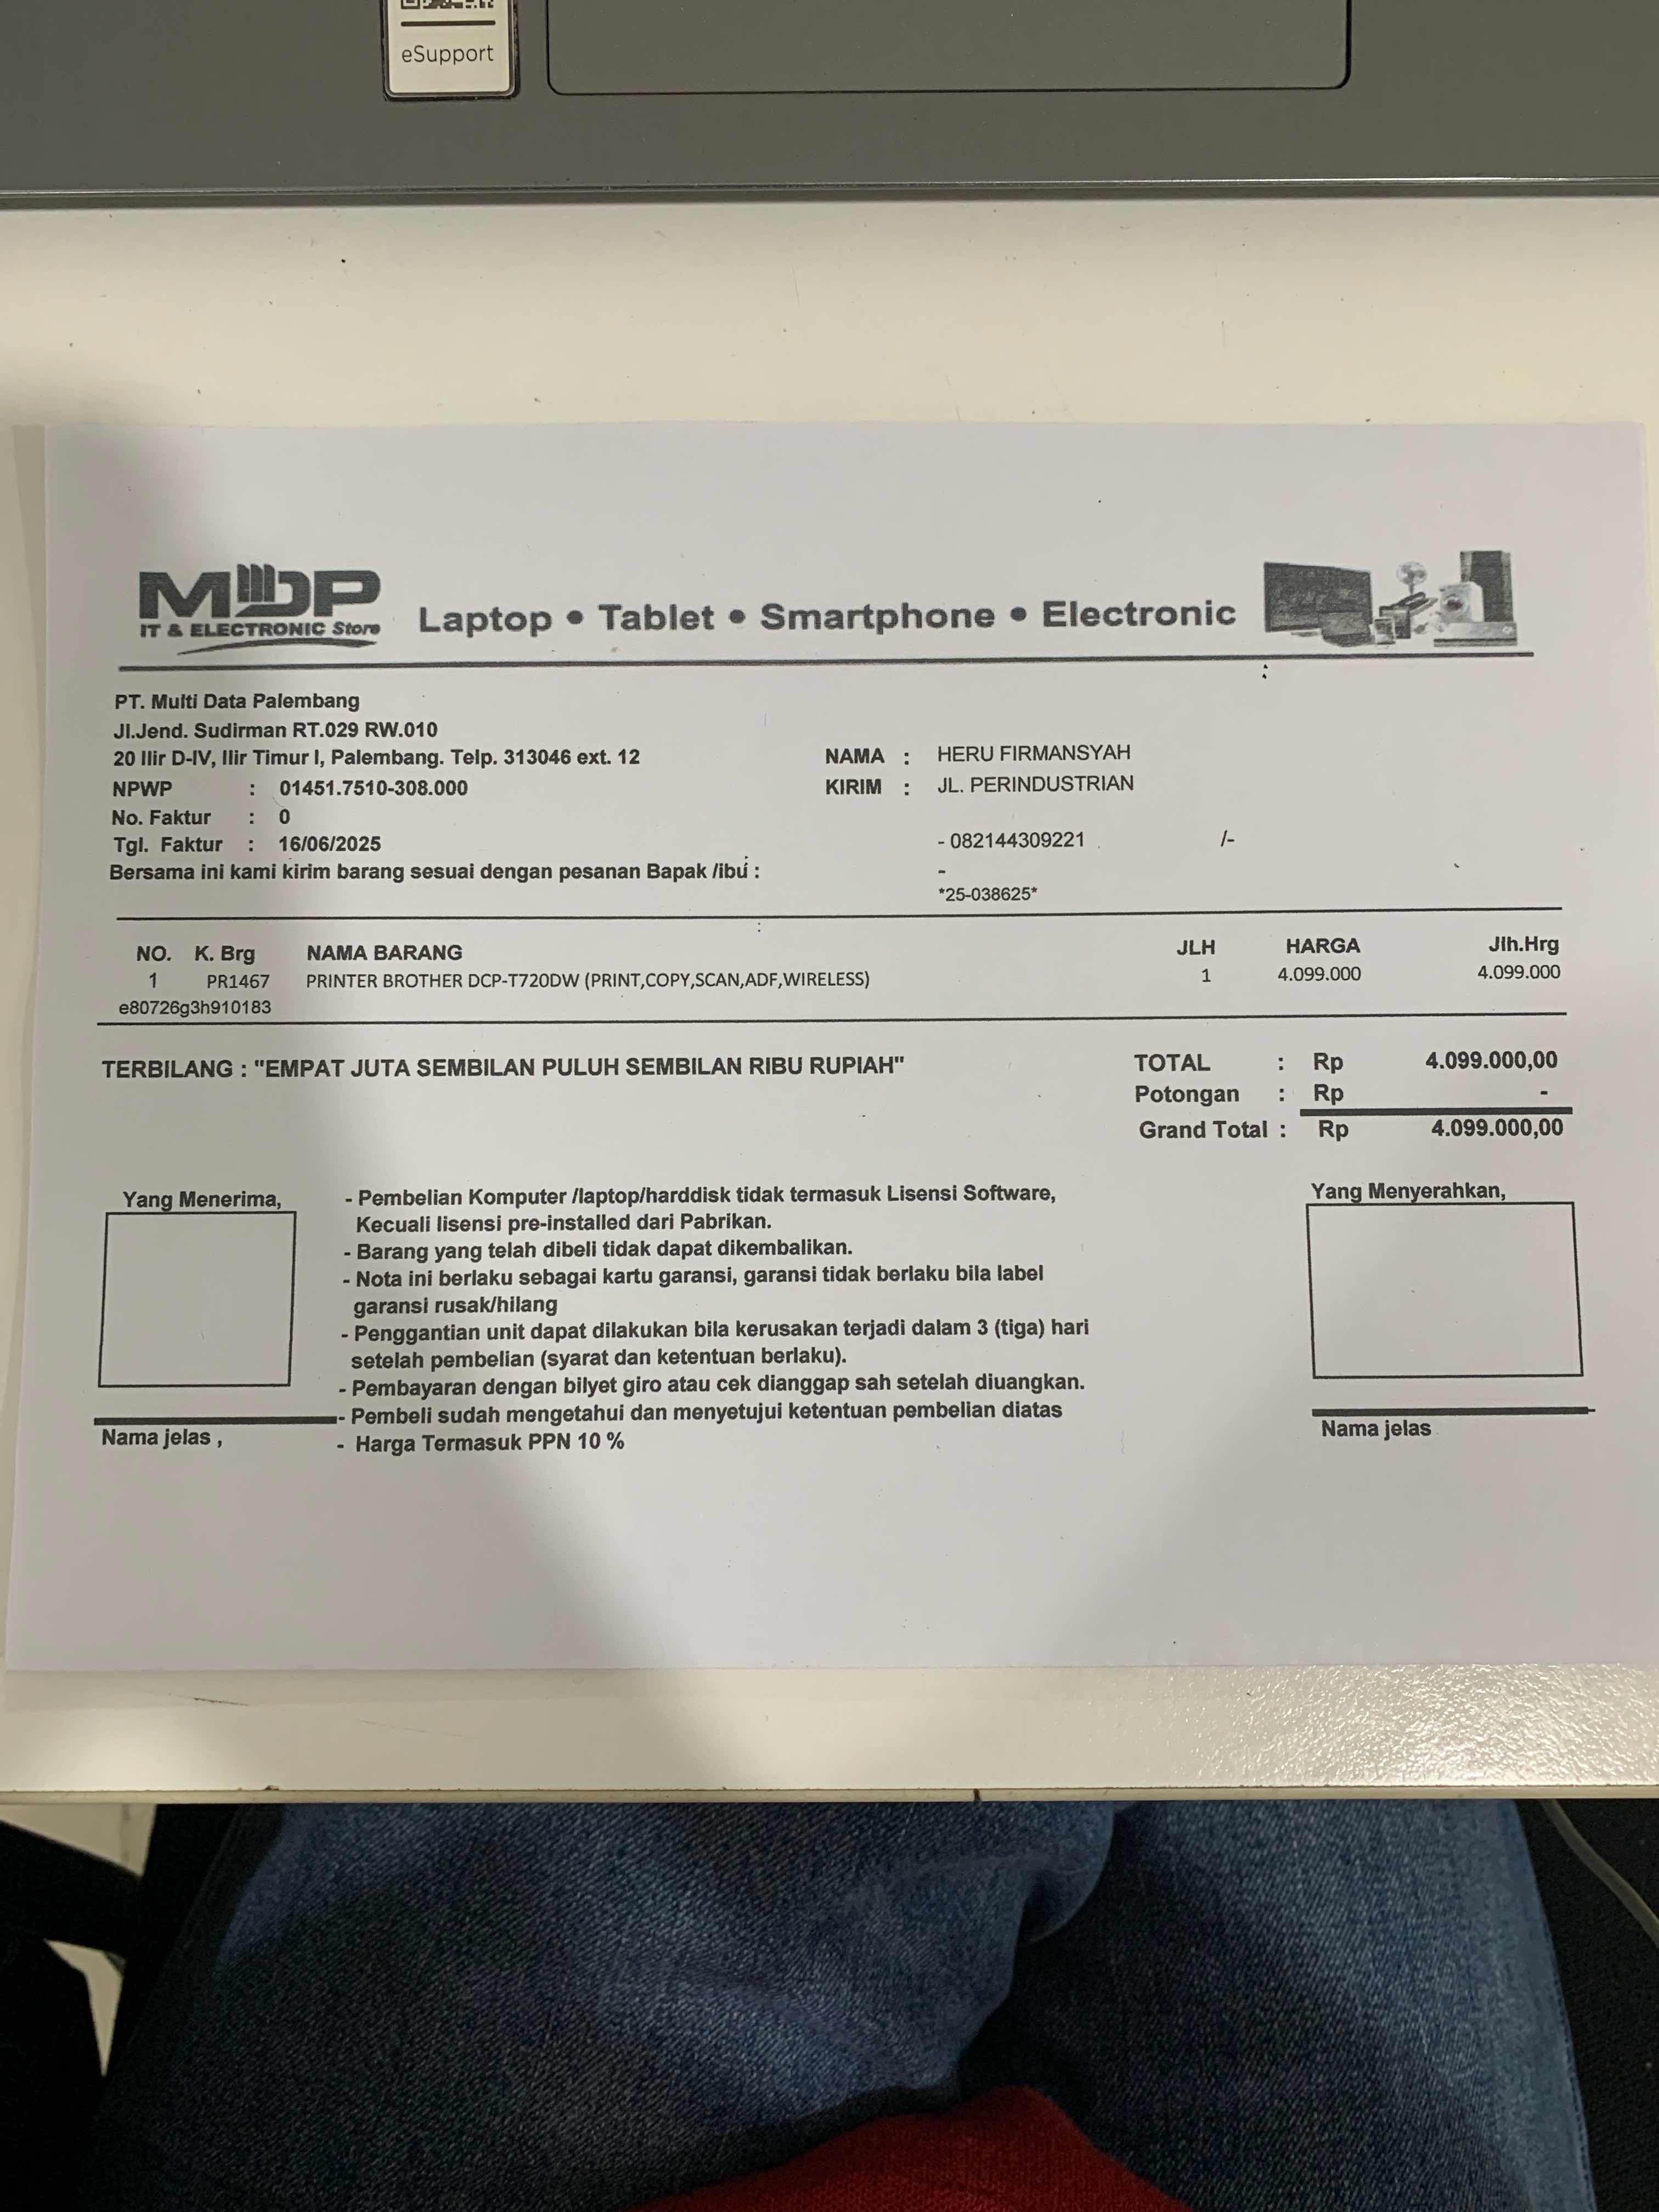 eSupport
MDP
IT & ELECTRONIC Store
Laptop • Tablet • Smartphone • Electronic
PT. Multi Data Palembang
Jl.Jend. Sudirman RT.029 RW.010
20 Ilir D-IV, Ilir Timur I, Palembang. Telp. 313046 ext. 12
NPWP : 01451.7510-308.000
No. Faktur : 0
Tgl. Faktur : 16/06/2025
Bersama ini kami kirim barang sesuai dengan pesanan Bapak /ibu :
NAMA : HERU FIRMANSYAH
KIRIM : JL. PERINDUSTRIAN
- 082144309221 /-
-
*25-038625*
NO. K. Brg NAMA BARANG JLH HARGA Jlh.Hrg
1 PR1467 PRINTER BROTHER DCP-T720DW (PRINT,COPY,SCAN,ADF,WIRELESS) 1 4.099.000 4.099.000
e80726g3h910183
TERBILANG : "EMPAT JUTA SEMBILAN PULUH SEMBILAN RIBU RUPIAH"
TOTAL : Rp 4.099.000,00
Potongan : Rp -
Grand Total : Rp 4.099.000,00
Yang Menerima,
- Pembelian Komputer /laptop/harddisk tidak termasuk Lisensi Software,
Kecuali lisensi pre-installed dari Pabrikan.
- Barang yang telah dibeli tidak dapat dikembalikan.
- Nota ini berlaku sebagai kartu garansi, garansi tidak berlaku bila label
garansi rusak/hilang
- Penggantian unit dapat dilakukan bila kerusakan terjadi dalam 3 (tiga) hari
setelah pembelian (syarat dan ketentuan berlaku).
- Pembayaran dengan bilyet giro atau cek dianggap sah setelah diuangkan.
- Pembeli sudah mengetahui dan menyetujui ketentuan pembelian diatas
- Harga Termasuk PPN 10 %
Nama jelas ,
Yang Menyerahkan,
Nama jelas